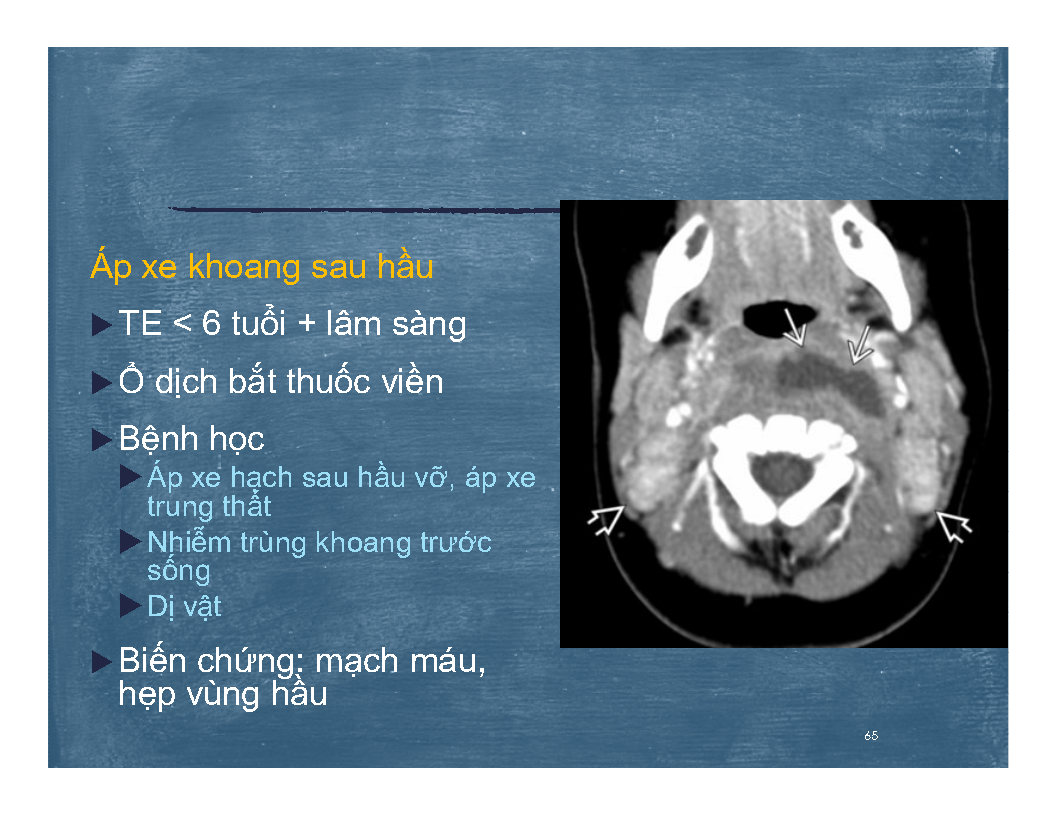 Áp xe khoang sau hầu
TE < 6 tuổi + lâm sàng
Ổ dịch bắt thuốc viền
Bệnh học
Áp xe hạch sau hầu vỡ, áp xe
trung thất
Nhiễm trùng khoang trước
sống
Dị vật
Biến chứng: mạch máu,
hẹp vùng hầu
65